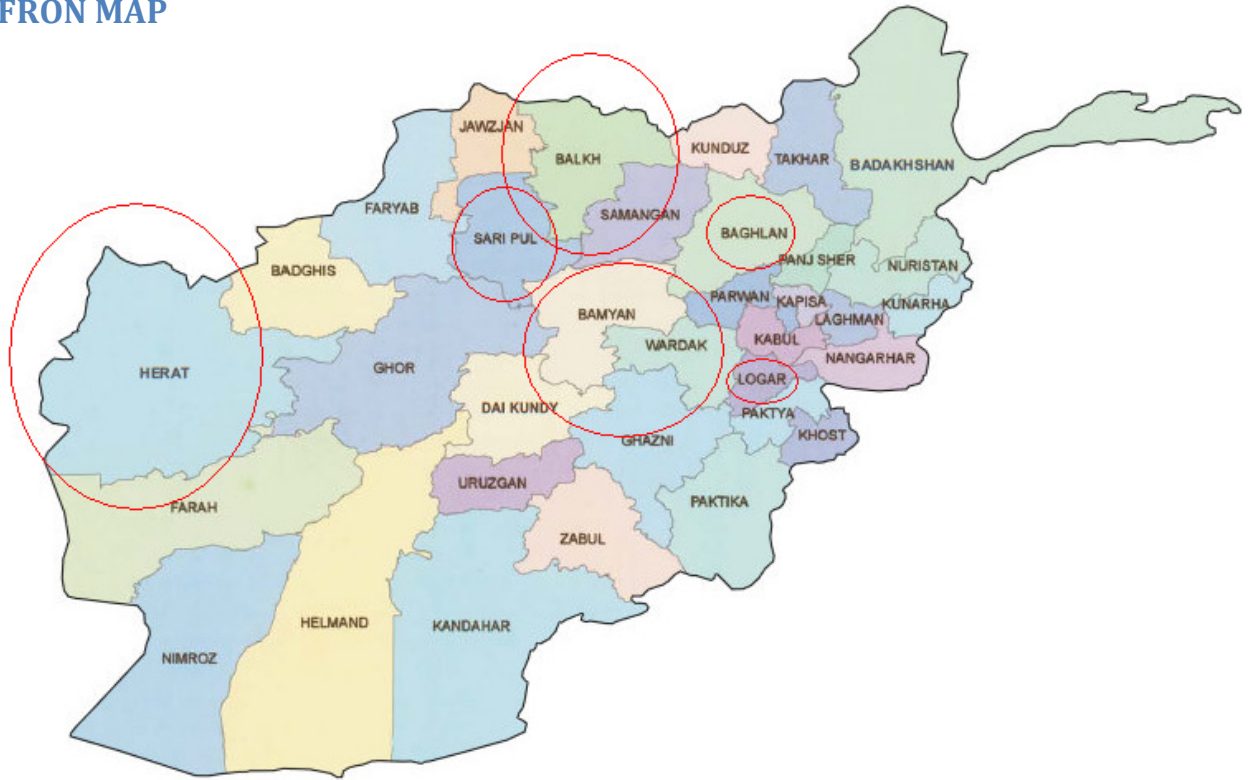 FRON MAP
JAWZJAN
BALKH
KUNDUZ
TAKHAR
BADAKHSHAN
FARYAB
SAMANGAN
SARI PUL
BAGHLAN
BADGHIS
PANJ SHER
NURISTAN
PARWAN
KAPISA
KUNARHA
BAMYAN
LAGHMAN
WARDAK
KABUL
NANGARHAR
HERAT
GHOR
LOGAR
DAI KUNDY
PAKTYA
GHAZNI
KHOST
URUZGAN
PAKTIKA
FARAH
ZABUL
HELMAND
KANDAHAR
NIMROZ